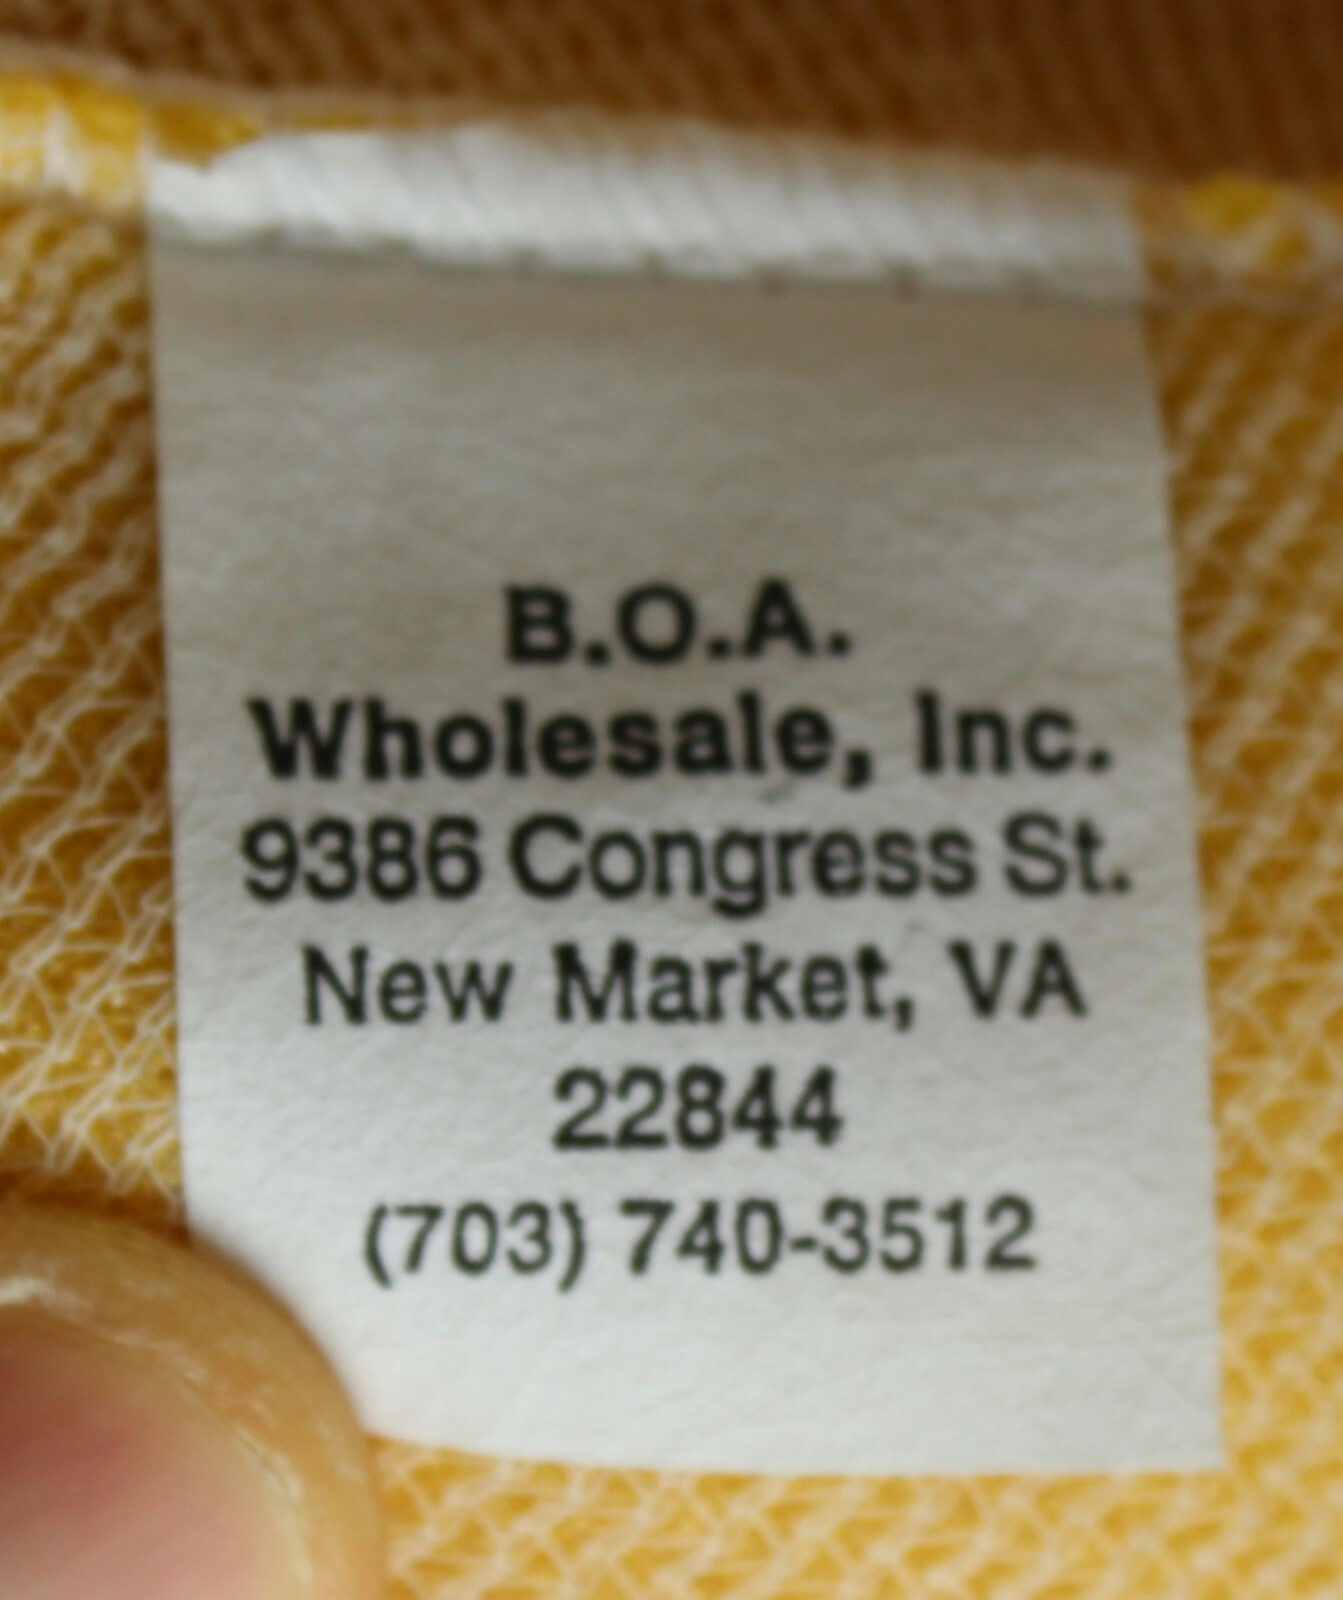 B.O.A.
Wholesale, Inc.
9386 Congress St.
New Market, VA
22844
(703) 740-3512